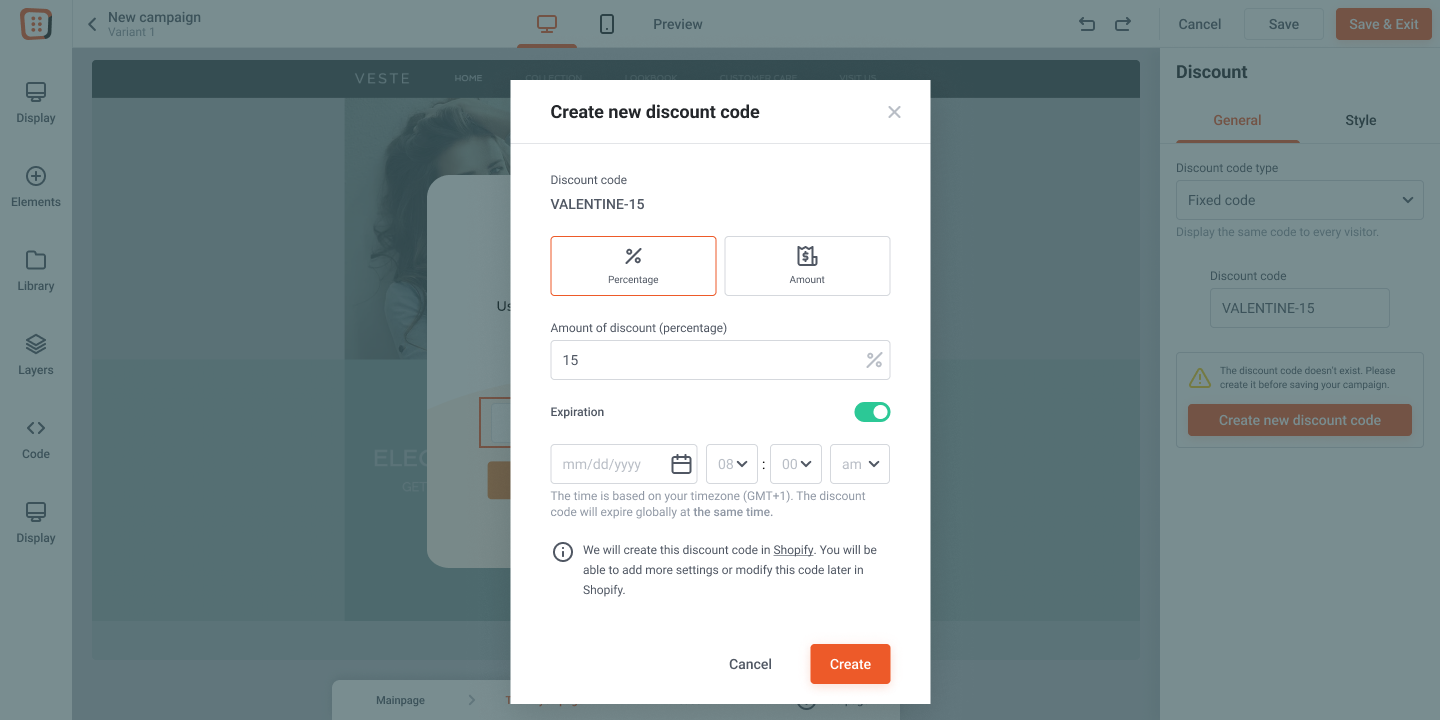 New campaign
Variant 1
Preview
Cancel
Save
Save & Exit
Display
Elements
Library
Layers
Code
Display
VESTE
HOME
COLLECTION
LOOKBOOK
CUSTOMER CARE
VISIT US
Create new discount code
Discount code
VALENTINE-15
Percentage
Amount
Amount of discount (percentage)
15
Expiration
mm/dd/yyyy
08
:
00
am
The time is based on your timezone (GMT+1). The discount
code will expire globally at the same time.
We will create this discount code in Shopify. You will be
able to add more settings or modify this code later in
Shopify.
Cancel
Create
Mainpage
Discount
General
Style
Discount code type
Fixed code
Display the same code to every visitor.
Discount code
VALENTINE-15
The discount code doesn't exist. Please
create it before saving your campaign.
Create new discount code